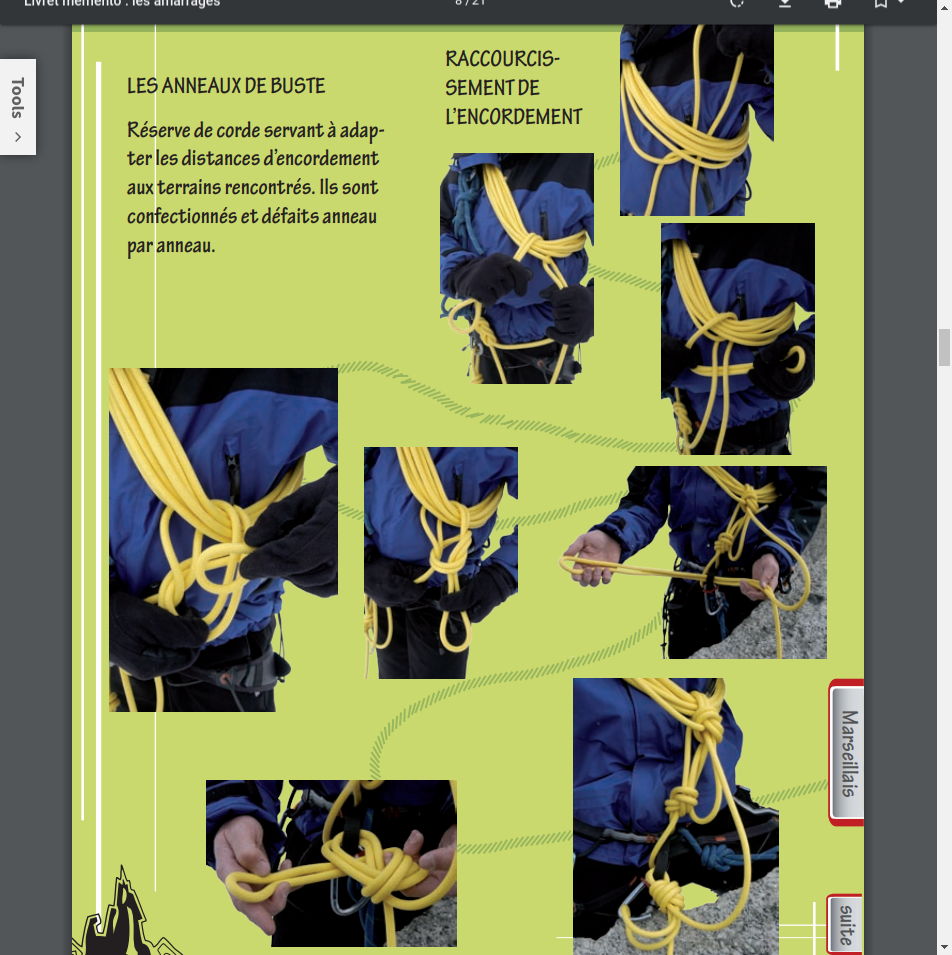 Livret mémento : les amarrages
8 / 21
Tools
LES ANNEAUX DE BUSTE
Réserve de corde servant à adap-
ter les distances d'encordement
aux terrains rencontrés. Ils sont
confectionnés et défaits anneau
par anneau.
RACCOURCIS-
SEMENT DE
L'ENCORDEMENT
Marseillais
suite